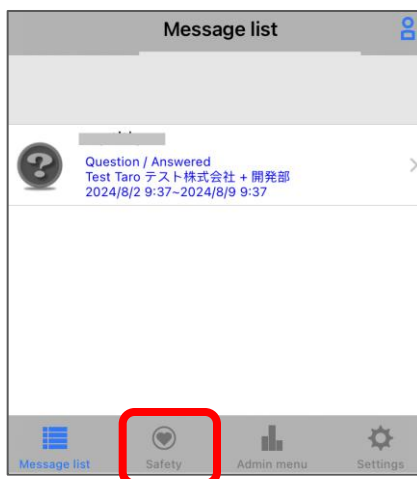 Message list
Question / Answered
Test Taro テスト株式会社 + 開発部
2024/8/2 9:37~2024/8/9 9:37
Message list
Safety
Admin menu
Settings